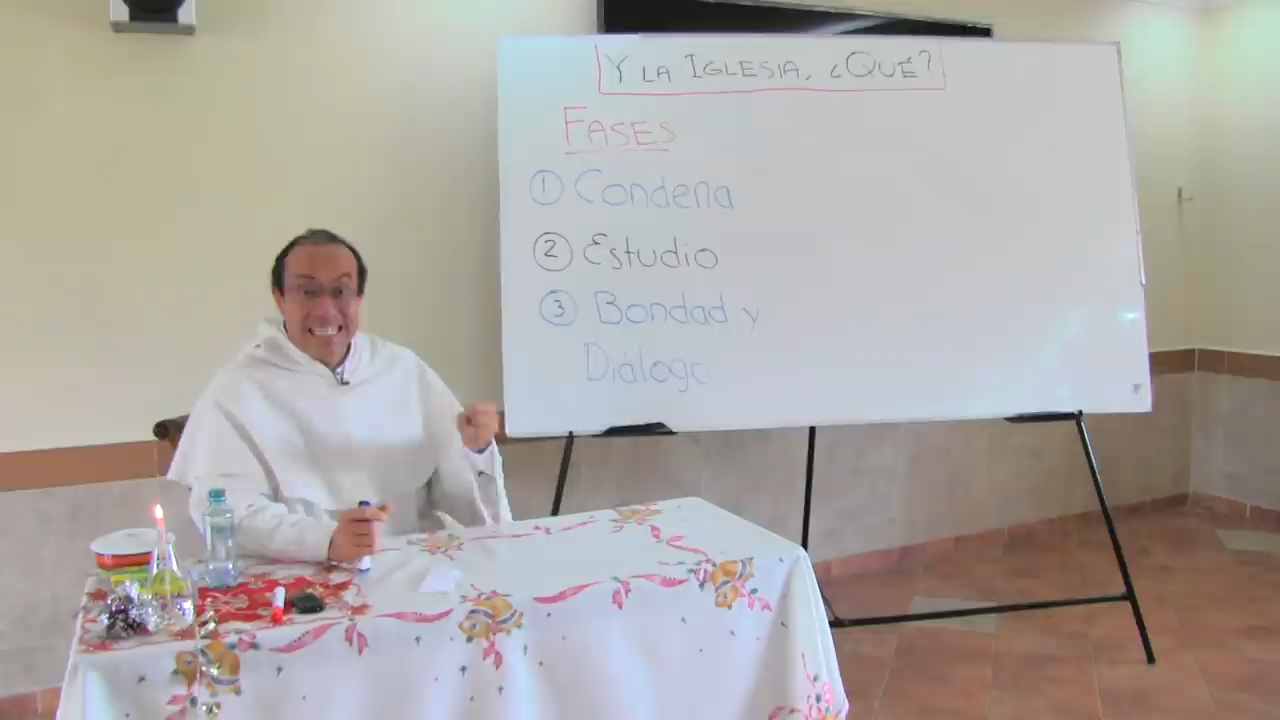 Y LA IGLESIA, ¿QUÉ?
FASES
① Condena
② Estudio
③ Bondad y
Diálogo